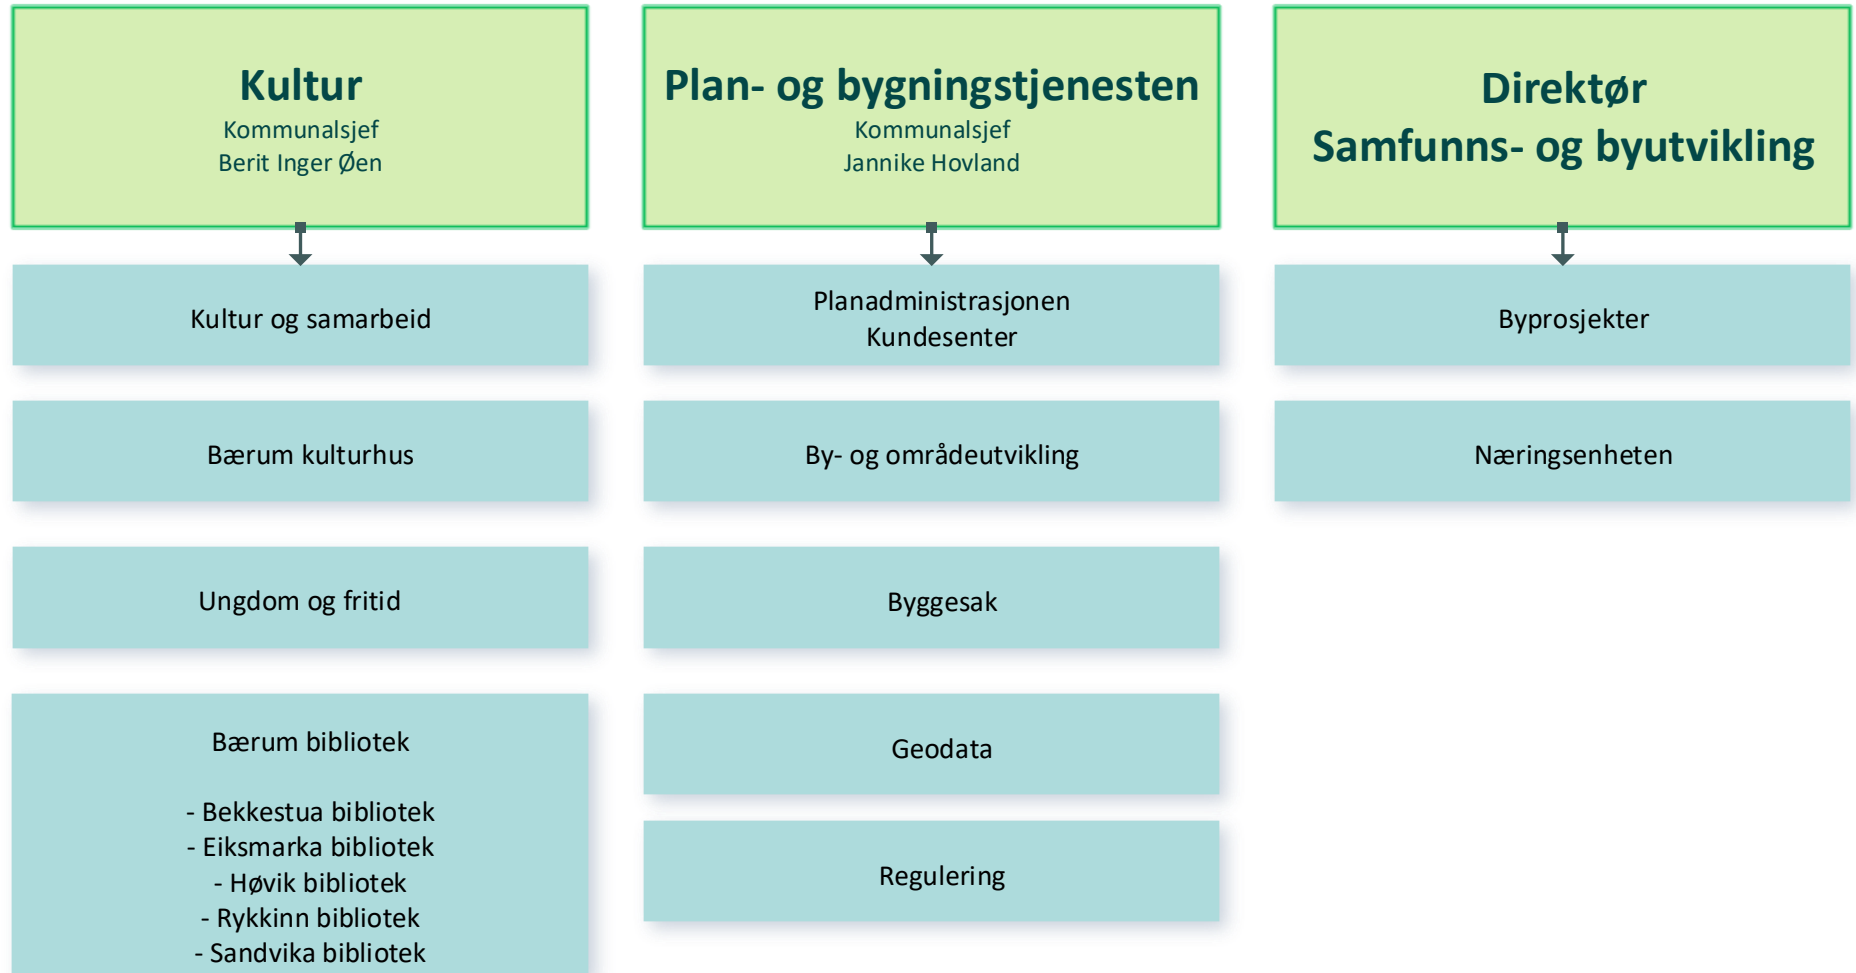 Kultur
Kommunalsjef
Berit Inger Øen
Kultur og samarbeid
Bærum kulturhus
Ungdom og fritid
Bærum bibliotek
- Bekkestua bibliotek
- Eiksmarka bibliotek
- Høvik bibliotek
- Rykkinn bibliotek
- Sandvika bibliotek
Plan- og bygningstjenesten
Kommunalsjef
Jannike Hovland
Planadministrasjonen
Kundesenter
By- og områdeutvikling
Byggesak
Geodata
Regulering
Direktør
Samfunns- og byutvikling
Byprosjekter
Næringsenheten